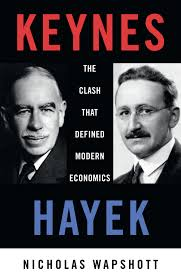 KEYNES
THE
CLASH
THAT
DEFINED
MODERN
ECONOMICS
HAYEK
NICHOLAS WAPSHOTT